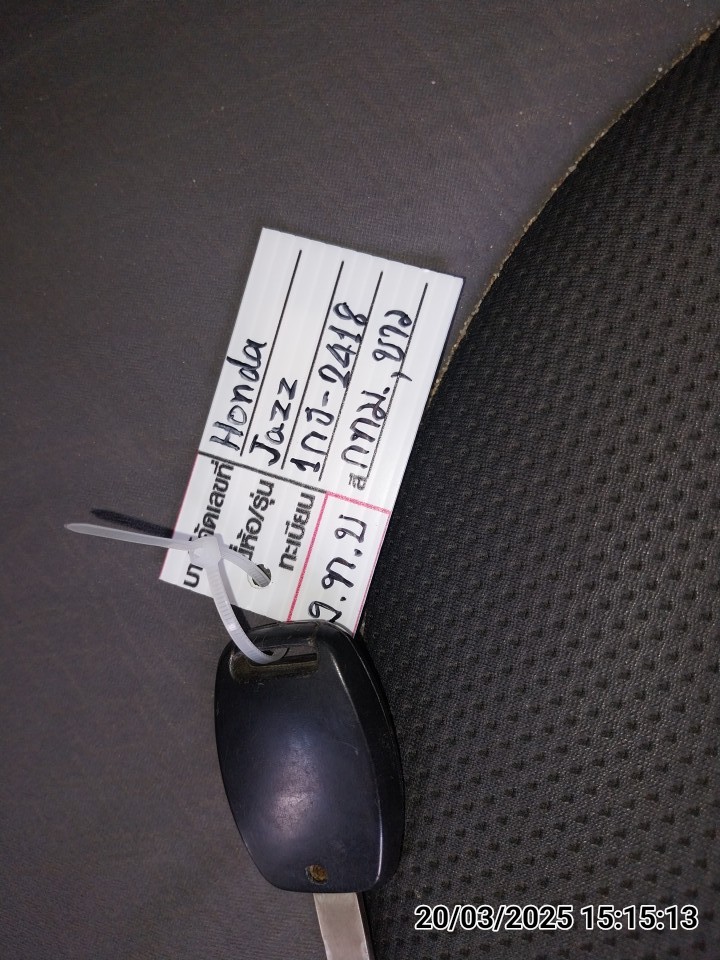 Honda
ยี่ห้อ/รุ่น Jazz
ทะเบียน 1กง-2418
สี กทม., ขาว
20/03/2025 15:15:13